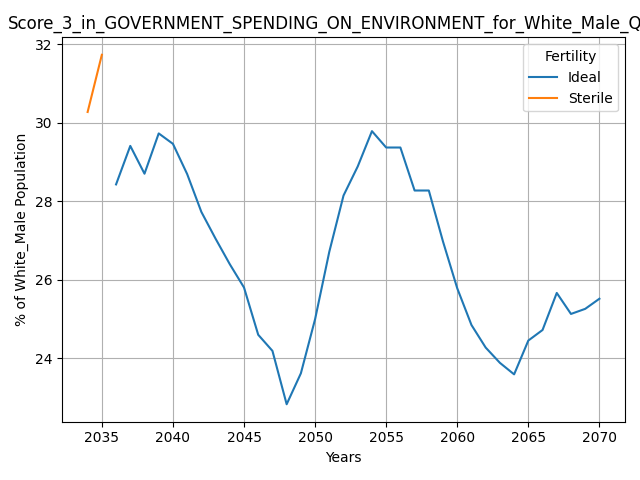 Score_3_in_GOVERNMENT_SPENDING_ON_ENVIRONMENT_for_White_Male_Q
Fertility
Ideal
Sterile
% of White_Male Population
32
30
28
26
24
2035 2040 2045 2050 2055 2060 2065 2070
Years